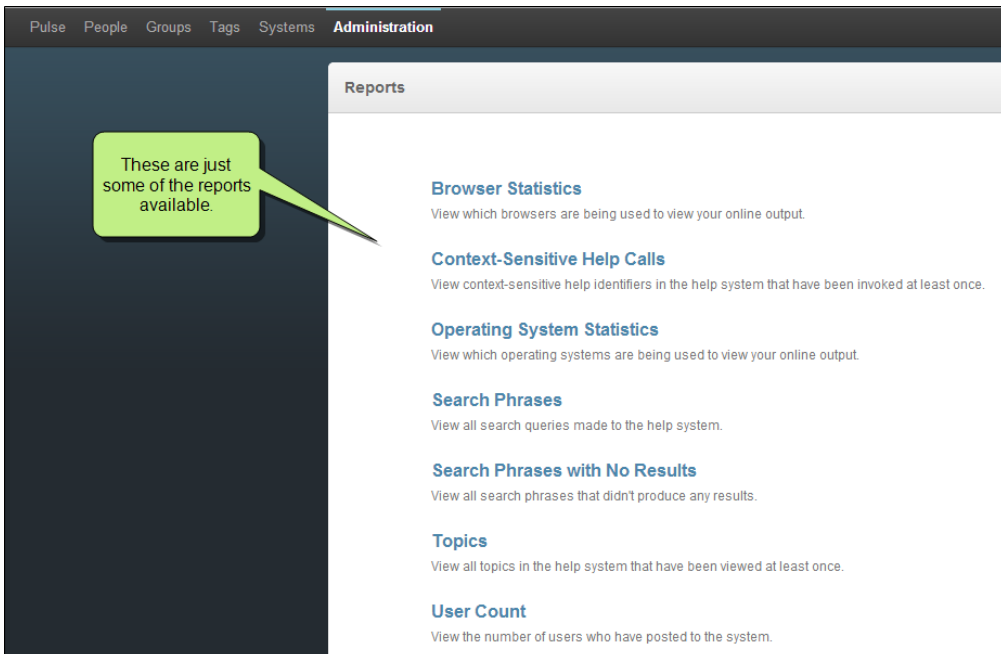 Pulse People Groups Tags Systems Administration
Reports
These are just
some of the reports
available.
Browser Statistics
View which browsers are being used to view your online output.
Context-Sensitive Help Calls
View context-sensitive help identifiers in the help system that have been invoked at least once.
Operating System Statistics
View which operating systems are being used to view your online output.
Search Phrases
View all search queries made to the help system.
Search Phrases with No Results
View all search phrases that didn't produce any results.
Topics
View all topics in the help system that have been viewed at least once.
User Count
View the number of users who have posted to the system.